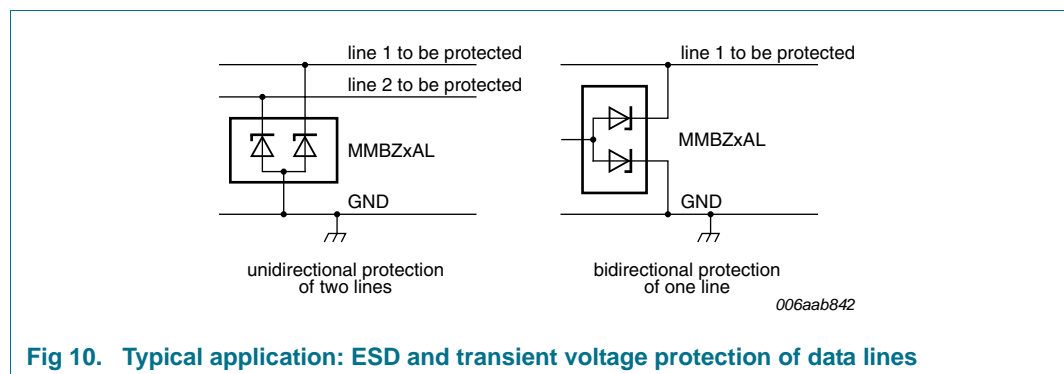 line 1 to be protected
line 2 to be protected
MMBZxAL
GND
unidirectional protection
of two lines
line 1 to be protected
MMBZxAL
GND
bidirectional protection
of one line
006aab842
Fig 10. Typical application: ESD and transient voltage protection of data lines